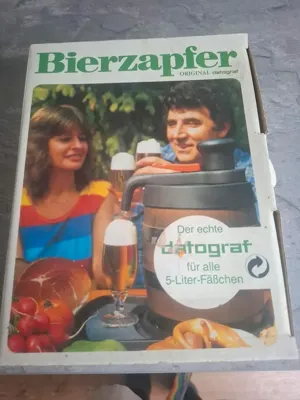 Bierzapfer
ORIGINAL datograf
Der echte
datograf
für alle
5-Liter-Fäßchen